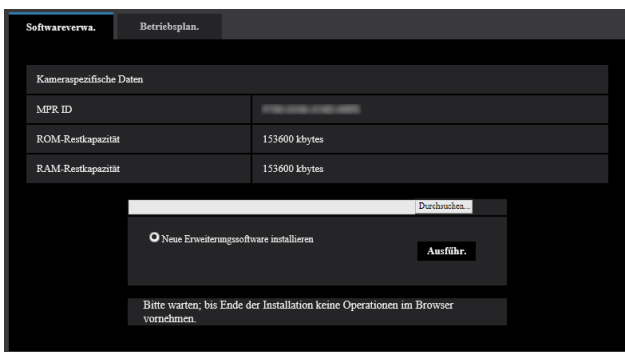 Softwareverwa. Betriebsplan.
Kameraspezifische Daten
MPR ID
ROM-Restkapazität 153600 kbytes
RAM-Restkapazität 153600 kbytes
Durchsuchen...
Neue Erweiterungssoftware installieren
Ausführ.
Bitte warten; bis Ende der Installation keine Operationen im Browser
vornehmen.